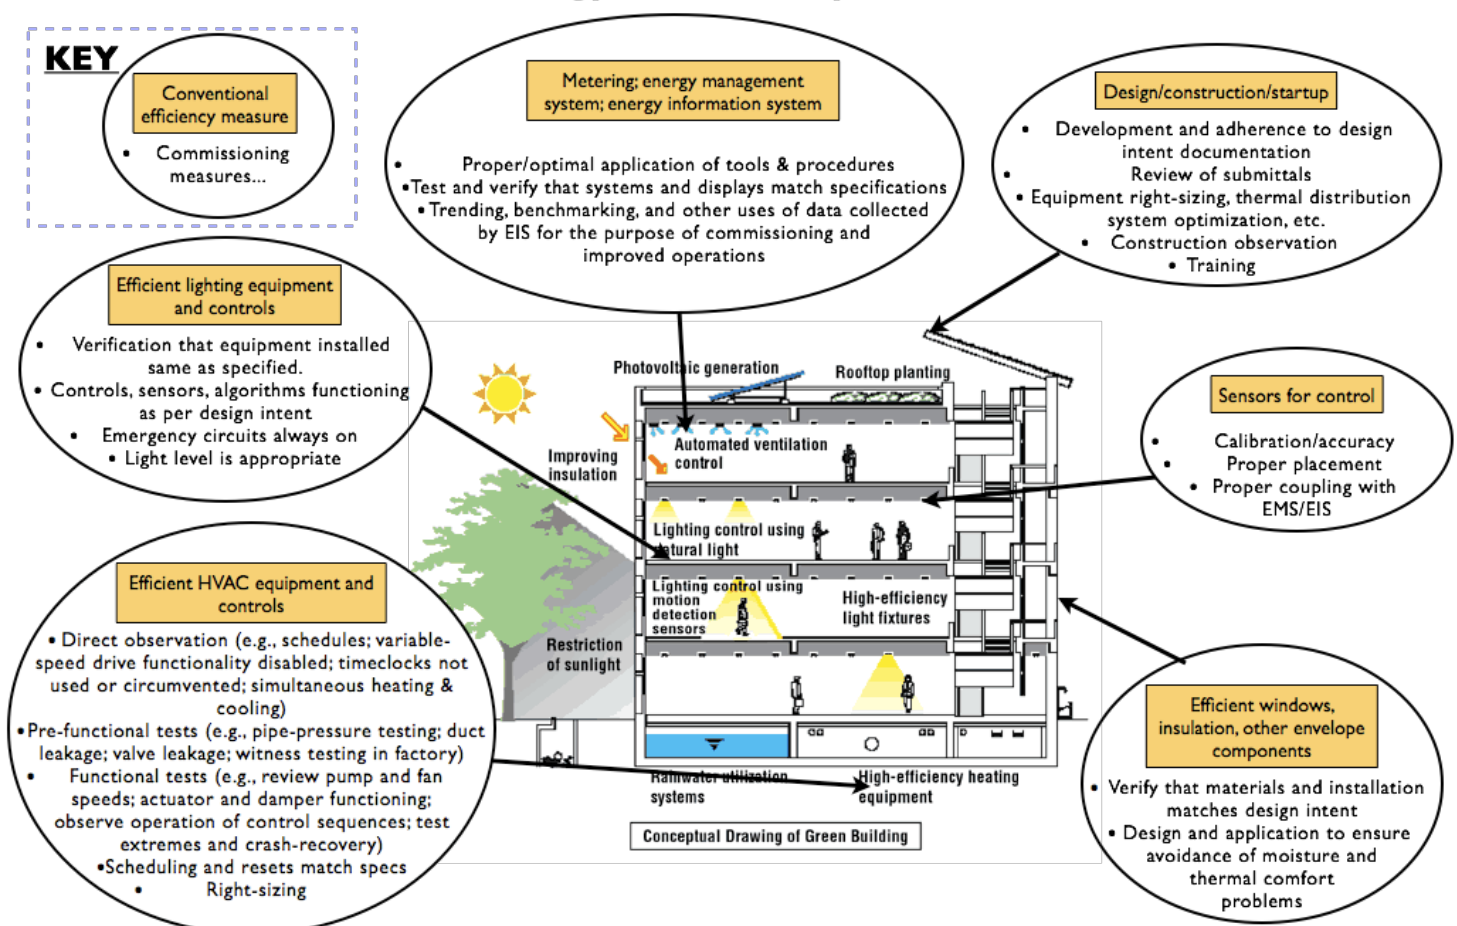 KEY
Conventional
efficiency measure
• Commissioning
measures...
Metering; energy management
system; energy information system
• Proper/optimal application of tools & procedures
•Test and verify that systems and displays match specifications
• Trending, benchmarking, and other uses of data collected
by EIS for the purpose of commissioning and
improved operations
Design/construction/startup
• Development and adherence to design
intent documentation
• Review of submittals
• Equipment right-sizing, thermal distribution
system optimization, etc.
• Construction observation
• Training
Efficient lighting equipment
and controls
• Verification that equipment installed
same as specified.
• Controls, sensors, algorithms functioning
as per design intent
• Emergency circuits always on
• Light level is appropriate
Sensors for control
• Calibration/accuracy
• Proper placement
• Proper coupling with
EMS/EIS
Efficient HVAC equipment and
controls
• Direct observation (e.g., schedules; variable-
speed drive functionality disabled; timeclocks not
used or circumvented; simultaneous heating &
cooling)
•Pre-functional tests (e.g., pipe-pressure testing; duct
leakage; valve leakage; witness testing in factory)
• Functional tests (e.g., review pump and fan
speeds; actuator and damper functioning;
observe operation of control sequences; test
extremes and crash-recovery)
•Scheduling and resets match specs
• Right-sizing
Efficient windows,
insulation, other envelope
components
• Verify that materials and installation
matches design intent
• Design and application to ensure
avoidance of moisture and
thermal comfort
problems
Photovoltaic generation
Rooftop planting
Improving
insulation
Automated ventilation
control
Lighting control using
natural light
Lighting control using
motion
detection
sensors
High-efficiency
light fixtures
Restriction
of sunlight
Rainwater utilization
systems
High-efficiency heating
equipment
Conceptual Drawing of Green Building